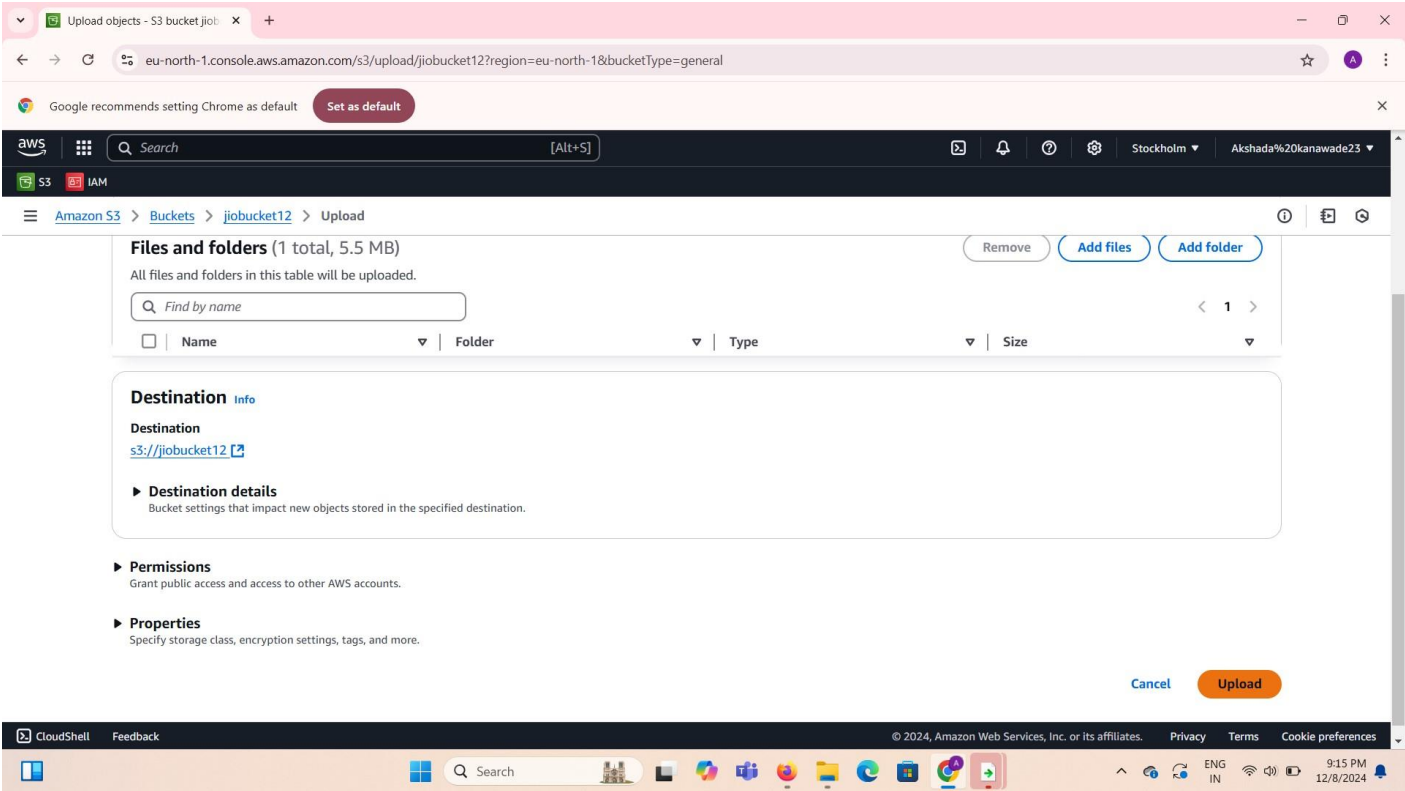 Upload objects - S3 bucket jiob
eu-north-1.console.aws.amazon.com/s3/upload/jiobucket12?region=eu-north-1&bucketType=general
A
Google recommends setting Chrome as default Set as default
aws Search [Alt+S] Stockholm Akshada%20kanawade23
S3 IAM
Amazon S3 > Buckets > jiobucket12 > Upload
Files and folders (1 total, 5.5 MB) Remove Add files Add folder
All files and folders in this table will be uploaded.
Find by name 1
Name Folder Type Size
Destination Info
Destination
s3://jiobucket12
Destination details
Bucket settings that impact new objects stored in the specified destination.
Permissions
Grant public access and access to other AWS accounts.
Properties
Specify storage class, encryption settings, tags, and more.
Cancel Upload
CloudShell Feedback © 2024, Amazon Web Services, Inc. or its affiliates. Privacy Terms Cookie preferences
Search ENG 9:15 PM
IN 12/8/2024